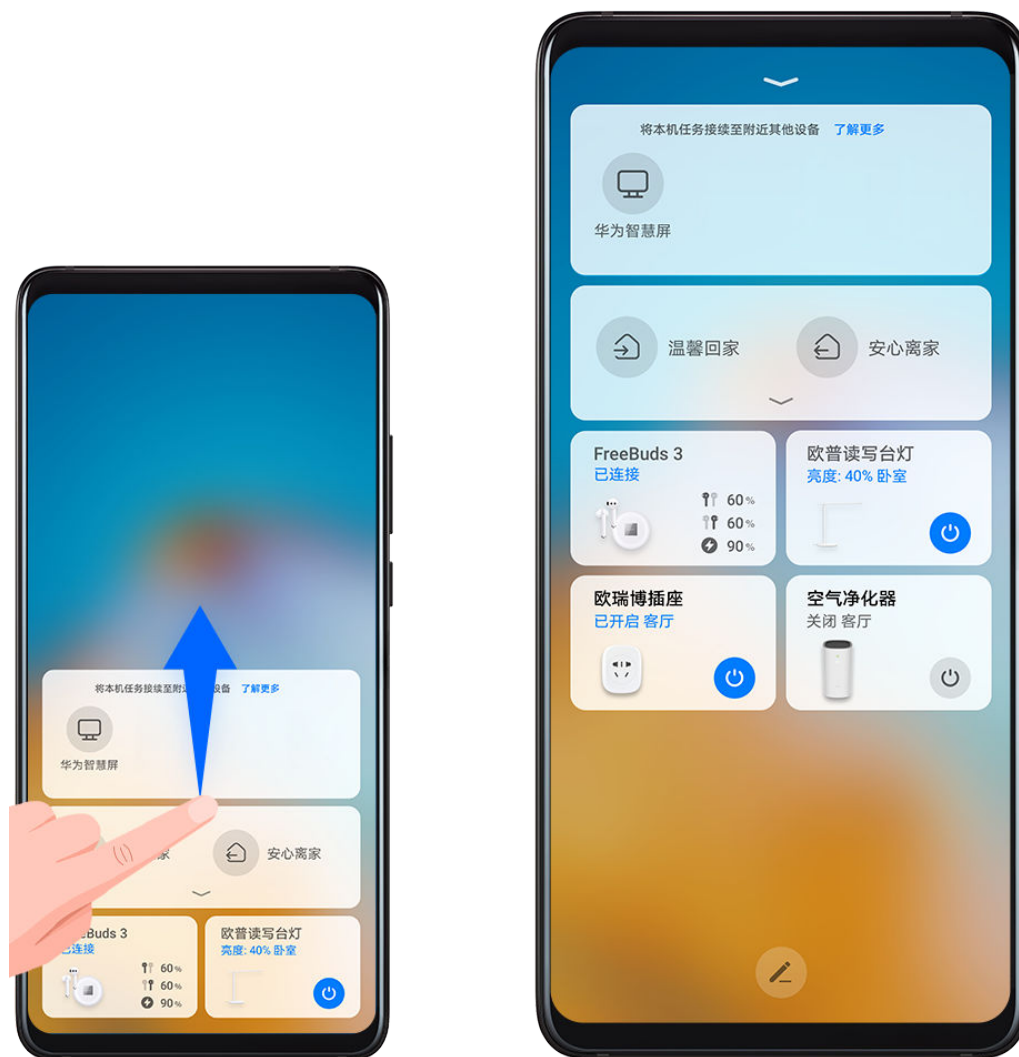 将本机任务接续至附近其他设备 了解更多
华为智慧屏
温馨回家 安心离家
FreeBuds 3
已连接
60%
60%
90%
欧普读写台灯
亮度: 40% 卧室
欧瑞博插座
已开启 客厅
空气净化器
关闭 客厅
将本机任务接续至附 设备 了解更多
华为智慧屏
家 安心离家
Buds 3
连接
60%
60%
90%
欧普读写台灯
亮度: 40% 卧室